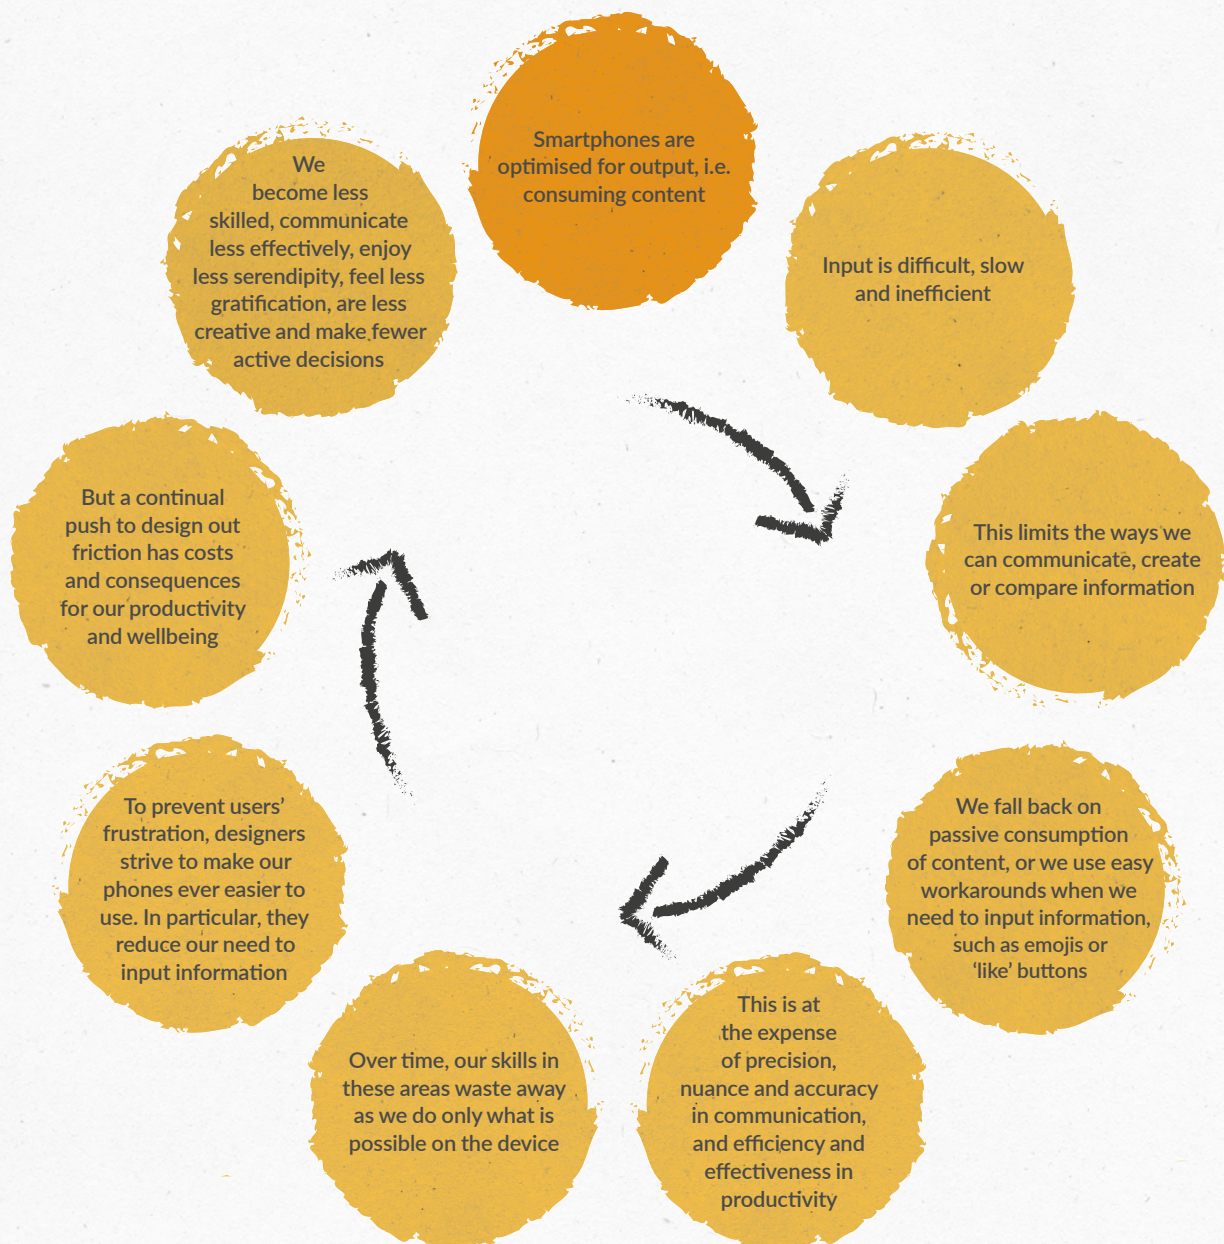 Smartphones are
optimised for output, i.e.
consuming content
Input is difficult, slow
and inefficient
This limits the ways we
can communicate, create
or compare information
We fall back on
passive consumption
of content, or we use easy
workarounds when we
need to input information,
such as emojis or
‘like’ buttons
This is at
the expense
of precision,
nuance and accuracy
in communication,
and efficiency and
effectiveness in
productivity
Over time, our skills in
these areas waste away
as we do only what is
possible on the device
To prevent users’
frustration, designers
strive to make our
phones ever easier to
use. In particular, they
reduce our need to
input information
But a continual
push to design out
friction has costs
and consequences
for our productivity
and wellbeing
We
become less
skilled, communicate
less effectively, enjoy
less serendipity, feel less
gratification, are less
creative and make fewer
active decisions